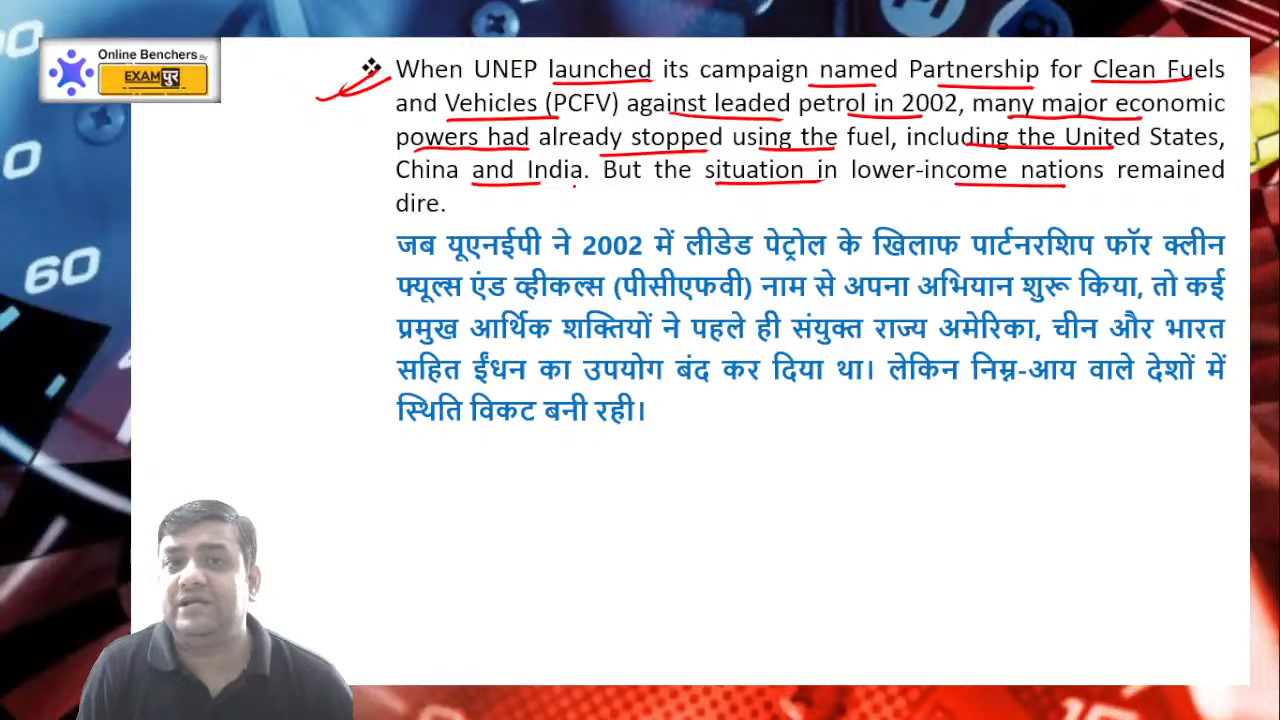 Online Benchers By
EXAMपुर
❖ When UNEP launched its campaign named Partnership for Clean Fuels
and Vehicles (PCFV) against leaded petrol in 2002, many major economic
powers had already stopped using the fuel, including the United States,
China and India. But the situation in lower-income nations remained
dire.
जब यूएनईपी ने 2002 में लीडेड पेट्रोल के खिलाफ पार्टनरशिप फॉर क्लीन
फ्यूल्स एंड व्हीकल्स (पीसीएफवी) नाम से अपना अभियान शुरू किया, तो कई
प्रमुख आर्थिक शक्तियों ने पहले ही संयुक्त राज्य अमेरिका, चीन और भारत
सहित ईंधन का उपयोग बंद कर दिया था। लेकिन निम्न-आय वाले देशों में
स्थिति विकट बनी रही।
0
60